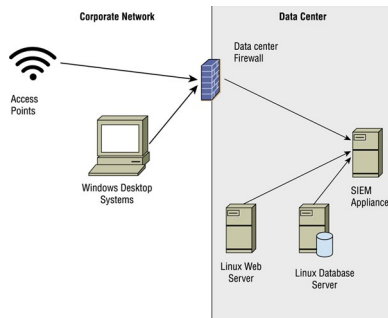 Corporate Network
Data Center
Data center
Firewall
Access
Points
Windows Desktop
Systems
SIEM
Appliance
Linux Web
Server
Linux Database
Server